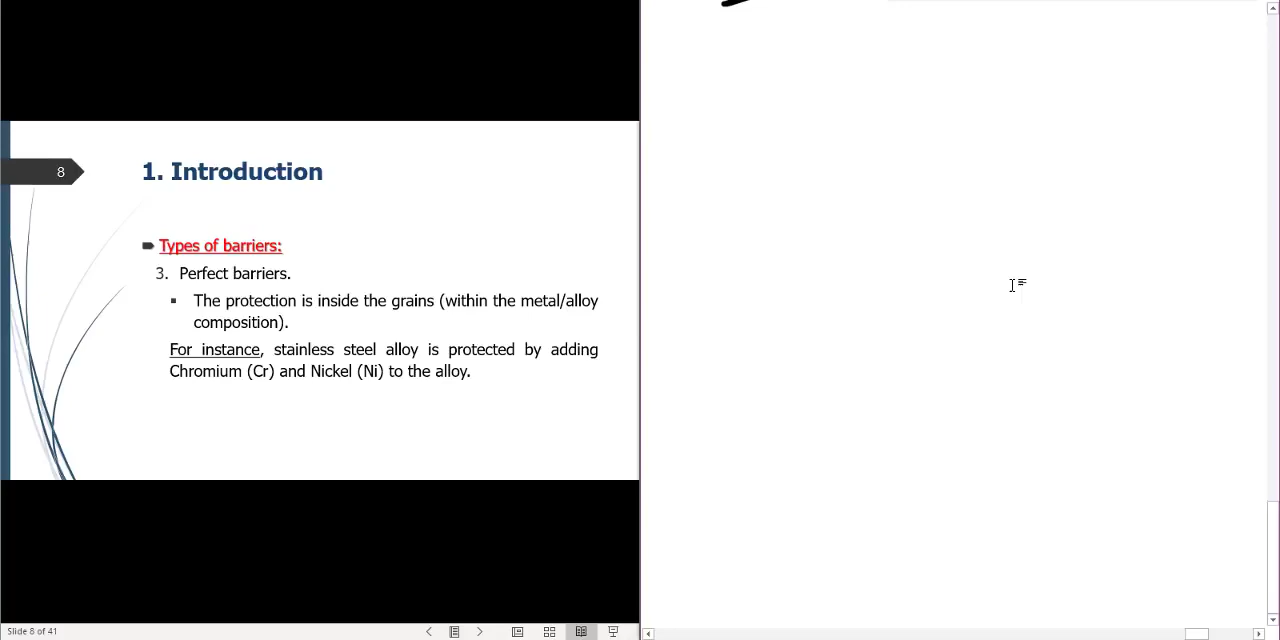 8
1. Introduction
Types of barriers:
3. Perfect barriers.
▪ The protection is inside the grains (within the metal/alloy
composition).
For instance, stainless steel alloy is protected by adding
Chromium (Cr) and Nickel (Ni) to the alloy.
Slide 8 of 41